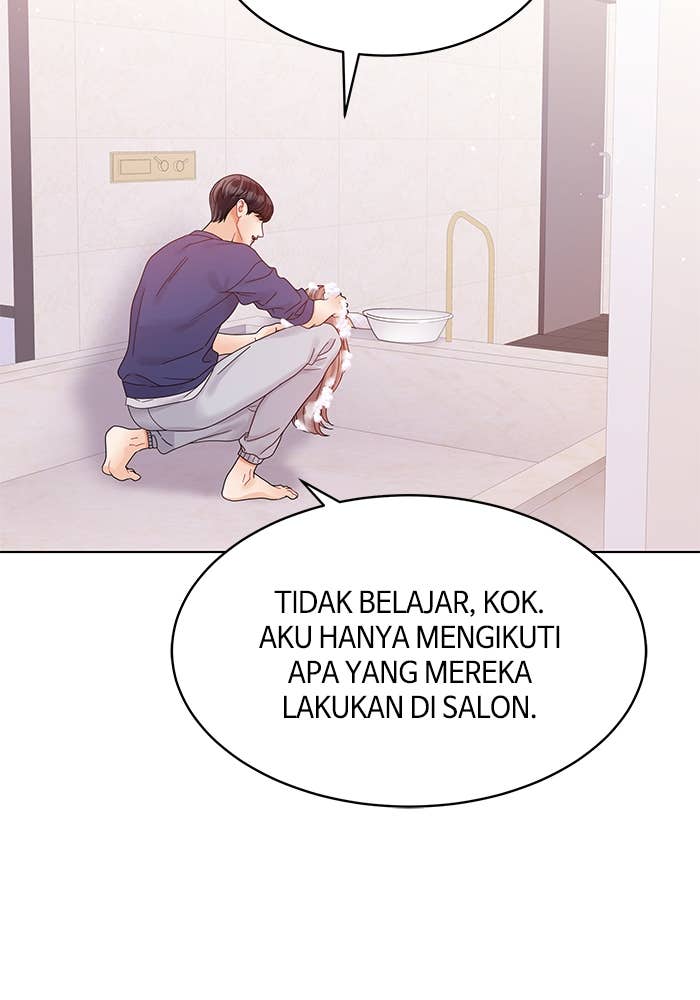 TIDAK BELAJAR, KOK.
AKU HANYA MENGIKUTI
APA YANG MEREKA
LAKUKAN DI SALON.